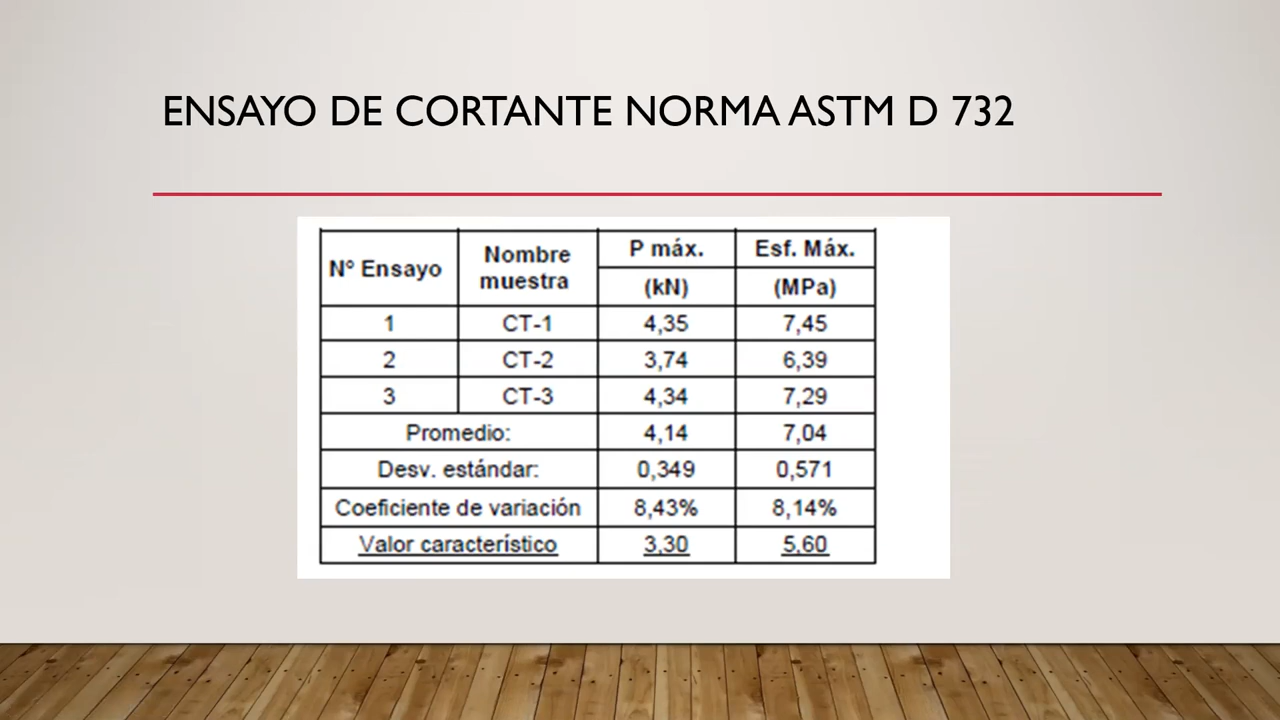 ENSAYO DE CORTANTE NORMA ASTM D 732
N° Ensayo Nombre muestra P máx. Esf. Máx.
(kN) (MPa)
1 CT-1 4,35 7,45
2 CT-2 3,74 6,39
3 CT-3 4,34 7,29
Promedio: 4,14 7,04
Desv. estándar: 0,349 0,571
Coeficiente de variación 8,43% 8,14%
Valor característico 3,30 5,60